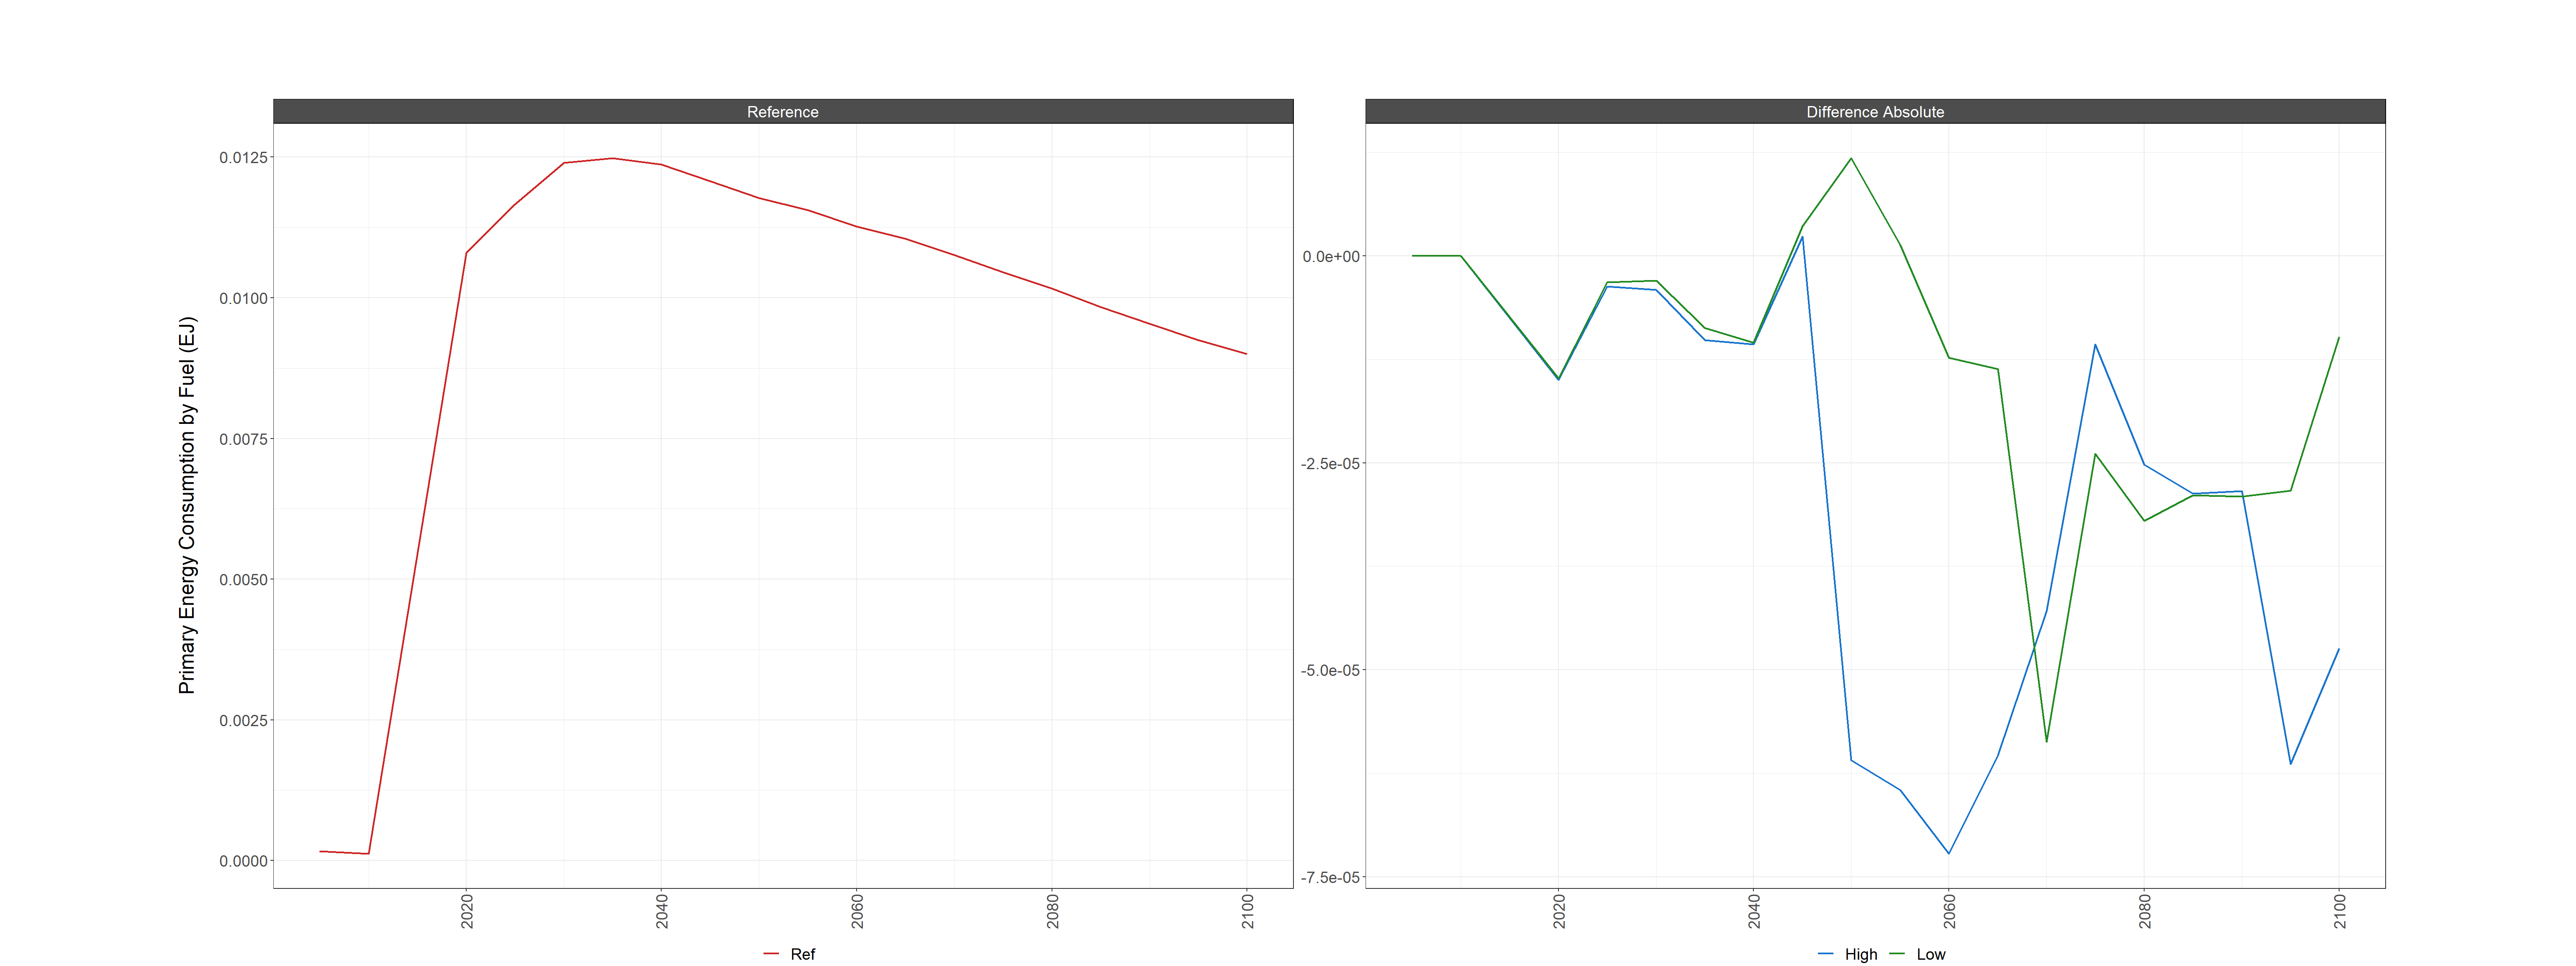 Reference
Difference Absolute
Primary Energy Consumption by Fuel (EJ)
0.0125
0.0100
0.0075
0.0050
0.0025
0.0000
2020
2040
2060
2080
2100
Ref
0.0e+00
-2.5e-05
-5.0e-05
-7.5e-05
2020
2040
2060
2080
2100
High
Low